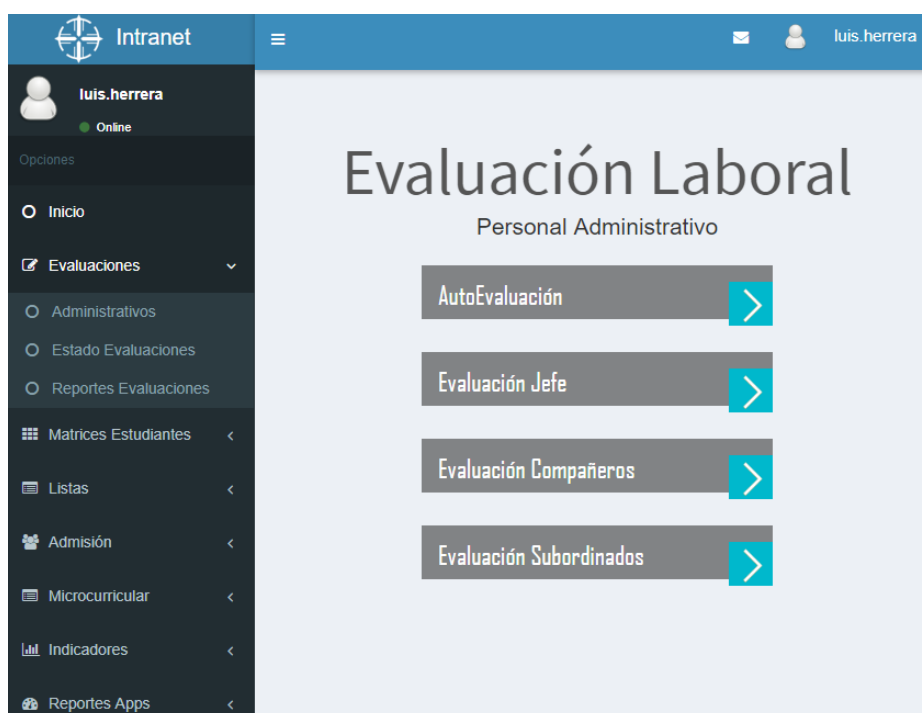 Intranet
luis.herrera
luis.herrera
Online
Opciones
Inicio
Evaluaciones
Administrativos
Estado Evaluaciones
Reportes Evaluaciones
Matrices Estudiantes
Listas
Admisión
Microcurricular
Indicadores
Reportes Apps
Evaluación Laboral
Personal Administrativo
AutoEvaluación
Evaluación Jefe
Evaluación Compañeros
Evaluación Subordinados